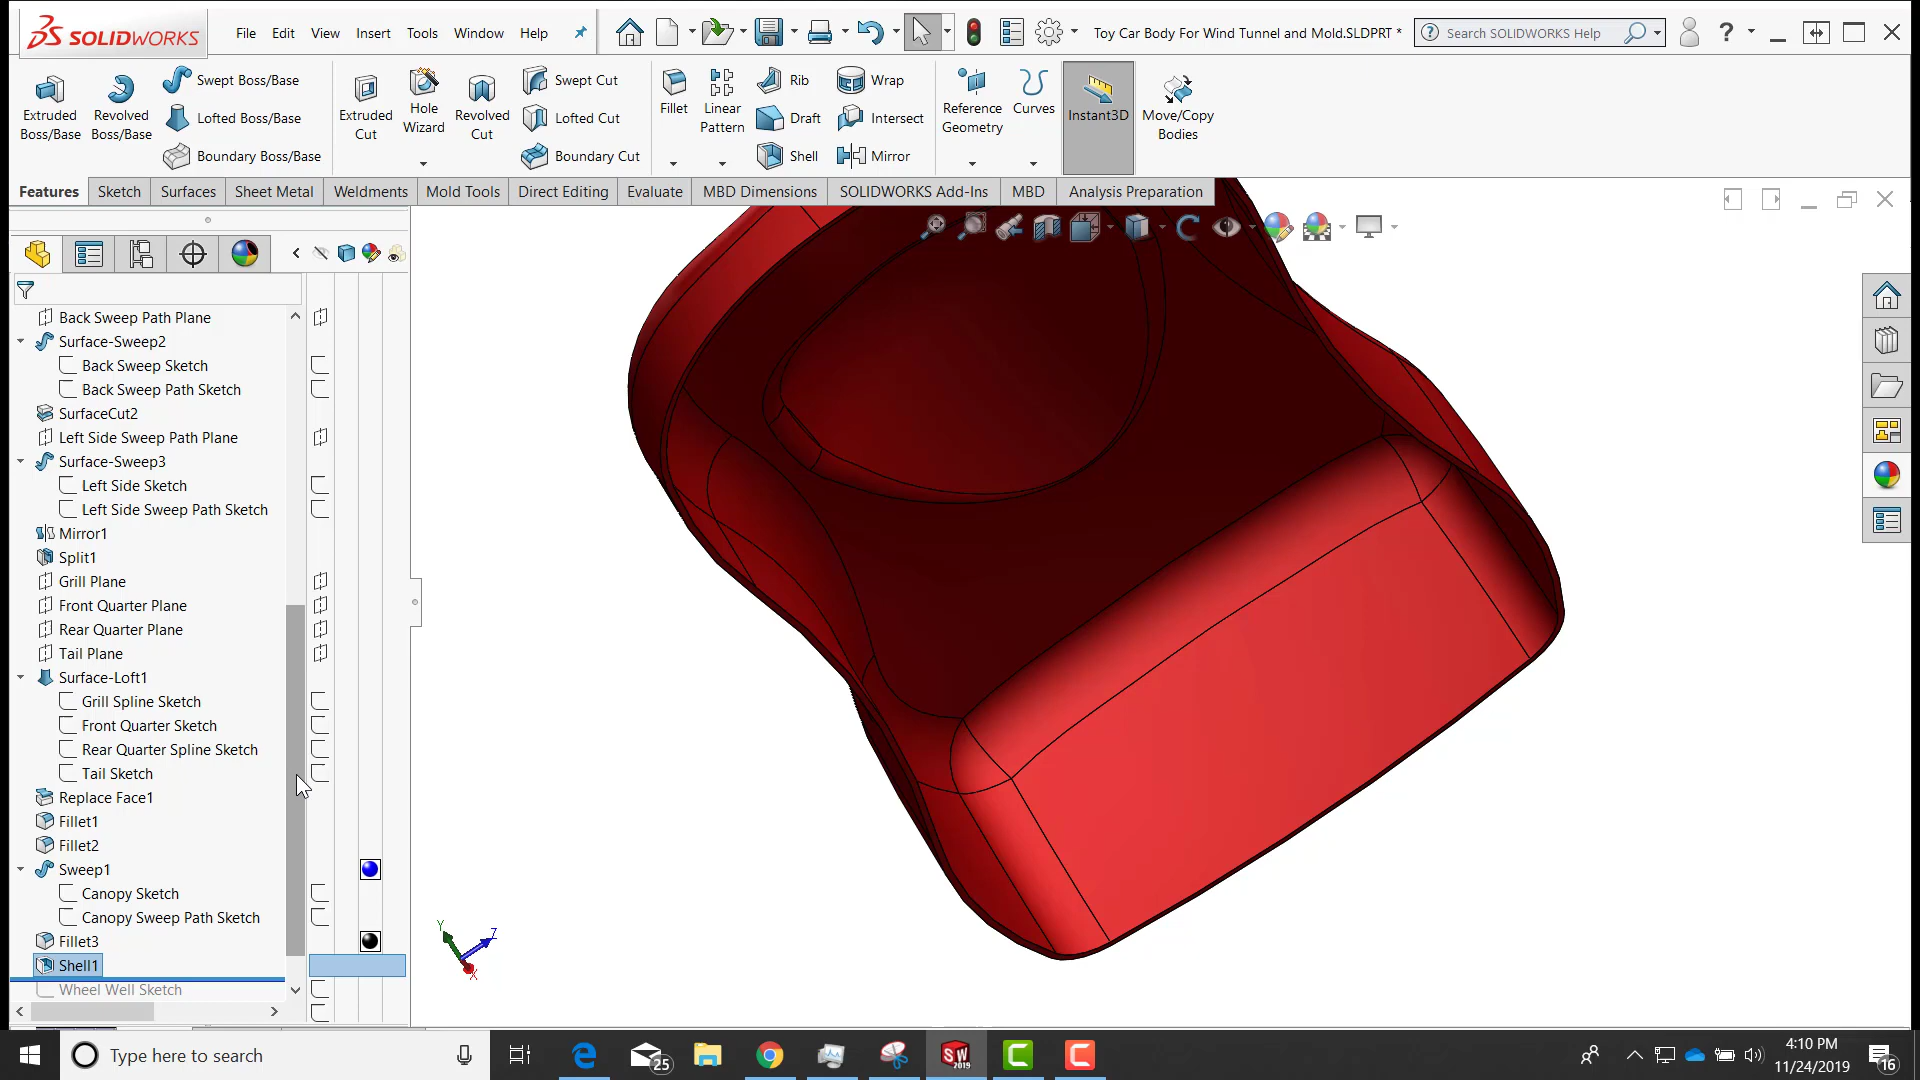 SOLIDWORKS
File Edit View Insert Tools Window Help
Toy Car Body For Wind Tunnel and Mold.SLDPRT *
Search SOLIDWORKS Help
Extruded Boss/Base
Revolved Boss/Base
Swept Boss/Base
Lofted Boss/Base
Boundary Boss/Base
Extruded Cut
Hole Wizard
Revolved Cut
Swept Cut
Lofted Cut
Boundary Cut
Fillet
Linear Pattern
Rib
Draft
Shell
Wrap
Intersect
Mirror
Reference Geometry
Curves
Instant3D
Move/Copy Bodies
Features Sketch Surfaces Sheet Metal Weldments Mold Tools Direct Editing Evaluate MBD Dimensions SOLIDWORKS Add-Ins MBD Analysis Preparation
Back Sweep Path Plane
Surface-Sweep2
Back Sweep Sketch
Back Sweep Path Sketch
SurfaceCut2
Left Side Sweep Path Plane
Surface-Sweep3
Left Side Sketch
Left Side Sweep Path Sketch
Mirror1
Split1
Grill Plane
Front Quarter Plane
Rear Quarter Plane
Tail Plane
Surface-Loft1
Grill Spline Sketch
Front Quarter Sketch
Rear Quarter Spline Sketch
Tail Sketch
Replace Face1
Fillet1
Fillet2
Sweep1
Canopy Sketch
Canopy Sweep Path Sketch
Fillet3
Shell1
Wheel Well Sketch
Y
Z
X
Type here to search
25
SW
2019
4:10 PM
11/24/2019
16